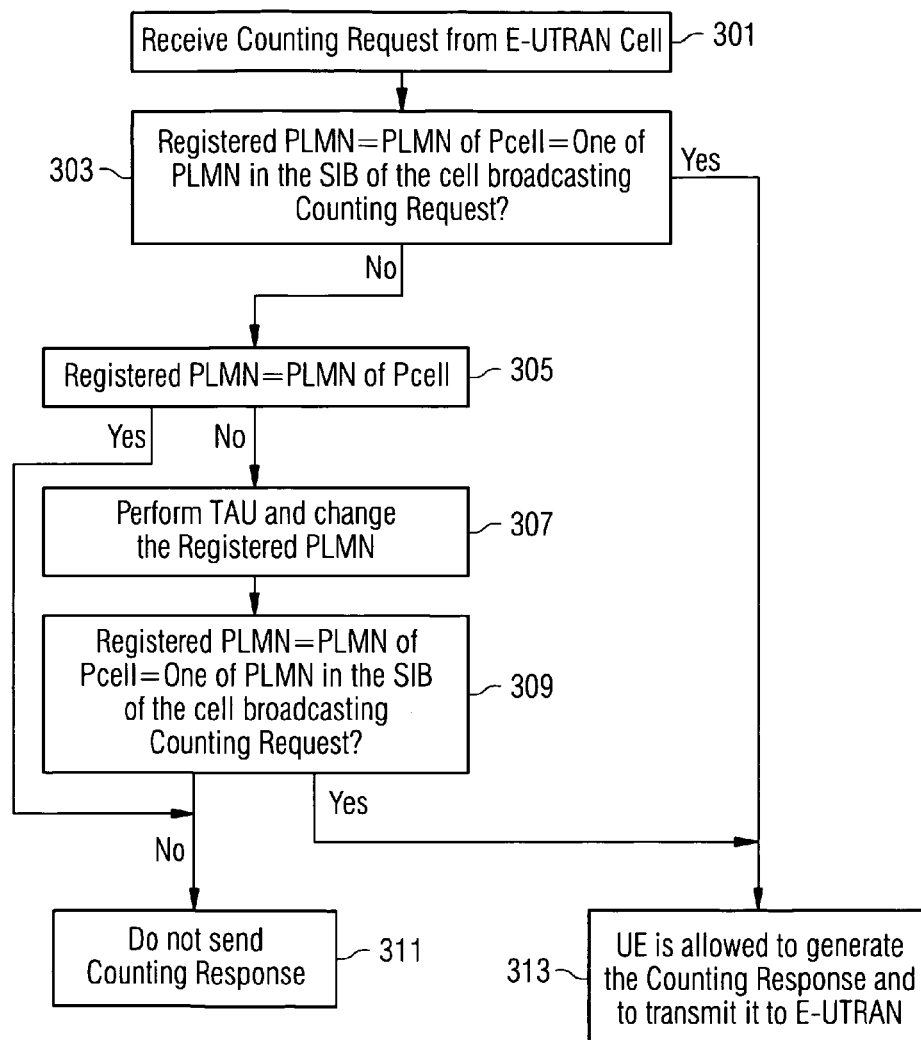 Receive Counting Request from E-UTRAN Cell
301
Registered PLMN=PLMN of Pcell=One of
PLMN in the SIB of the cell broadcasting
Counting Request?
303
Yes
No
Registered PLMN=PLMN of Pcell
305
Yes
No
Perform TAU and change
the Registered PLMN
307
Registered PLMN=PLMN of
Pcell=One of PLMN in the SIB
of the cell broadcasting
Counting Request?
309
Yes
No
Do not send
Counting Response
311
313
UE is allowed to generate
the Counting Response and
to transmit it to E-UTRAN